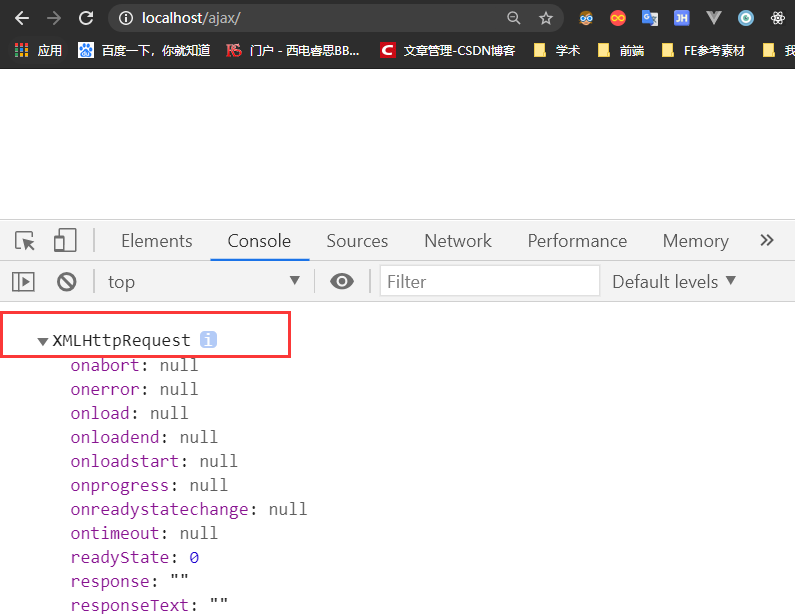 localhost/ajax/
应用 百度一下，你就知道 RS 门户 - 西电睿思BB... C 文章管理-CSDN博客 学术 前端 FE参考素材 我
JH
Elements Console Sources Network Performance Memory »
top ▼ Filter Default levels ▼
▼XMLHttpRequest i
onabort: null
onerror: null
onload: null
onloadend: null
onloadstart: null
onprogress: null
onreadystatechange: null
ontimeout: null
readyState: 0
response: ""
responseText: ""